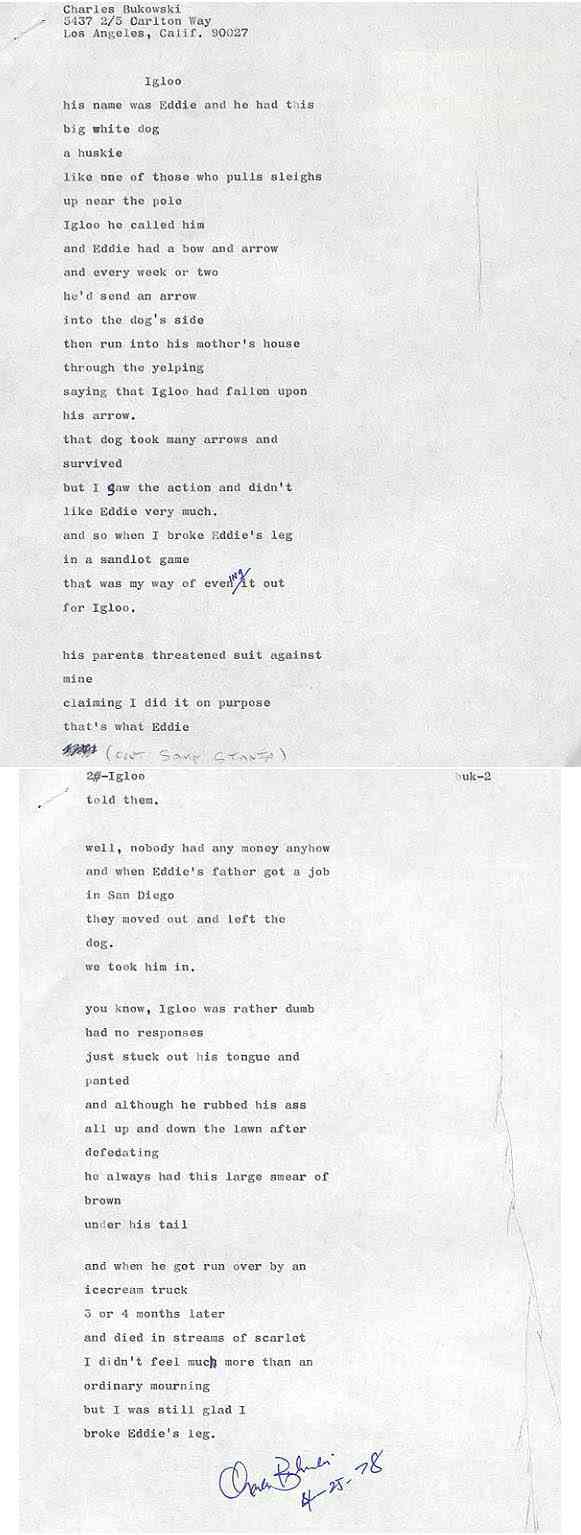 Charles Bukowski
5437 2/5 Carlton Way
Los Angeles, Calif. 90027
Igloo
his name was Eddie and he had this
big white dog
a huskie
like one of those who pulls sleighs
up near the pole
Igloo he called him
and Eddie had a bow and arrow
and every week or two
he'd send an arrow
into the dog's side
then run into his mother's house
through the yelping
saying that Igloo had fallen upon
his arrow.
that dog took many arrows and
survived
but I saw the action and didn't
like Eddie very much.
and so when I broke Eddie's leg
in a sandlot game
that was my way of evening it out
for Igloo.
his parents threatened suit against
mine
claiming I did it on purpose
that's what Eddie
(CONT SAME STANZA)
2-Igloo
buk-2
told them.
well, nobody had any money anyhow
and when Eddie's father got a job
in San Diego
they moved out and left the
dog.
we took him in.
you know, Igloo was rather dumb
had no responses
just stuck out his tongue and
panted
and although he rubbed his ass
all up and down the lawn after
defedating
he always had this large smear of
brown
under his tail
and when he got run over by an
icecream truck
3 or 4 months later
and died in streams of scarlet
I didn't feel much more than an
ordinary mourning
but I was still glad I
broke Eddie's leg.
Charles Bukowski
4-25-78